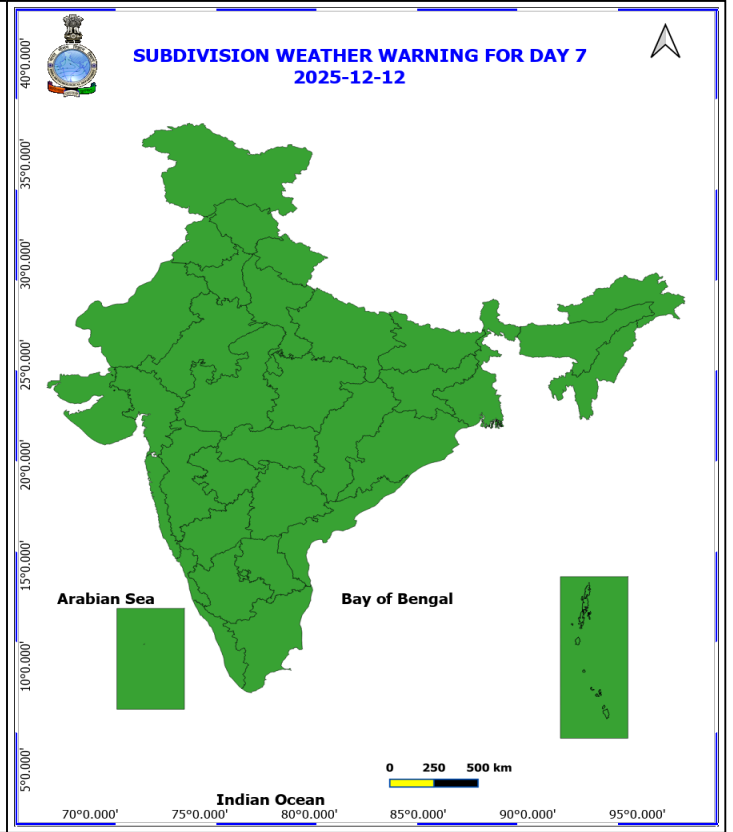 SUBDIVISION WEATHER WARNING FOR DAY 7
2025-12-12
40°0.000'
35°0.000'
30°0.000'
25°0.000'
20°0.000'
15°0.000'
10°0.000'
5°0.000'
Arabian Sea
Bay of Bengal
0 250 500 km
Indian Ocean
70°0.000' 75°0.000' 80°0.000' 85°0.000' 90°0.000' 95°0.000'